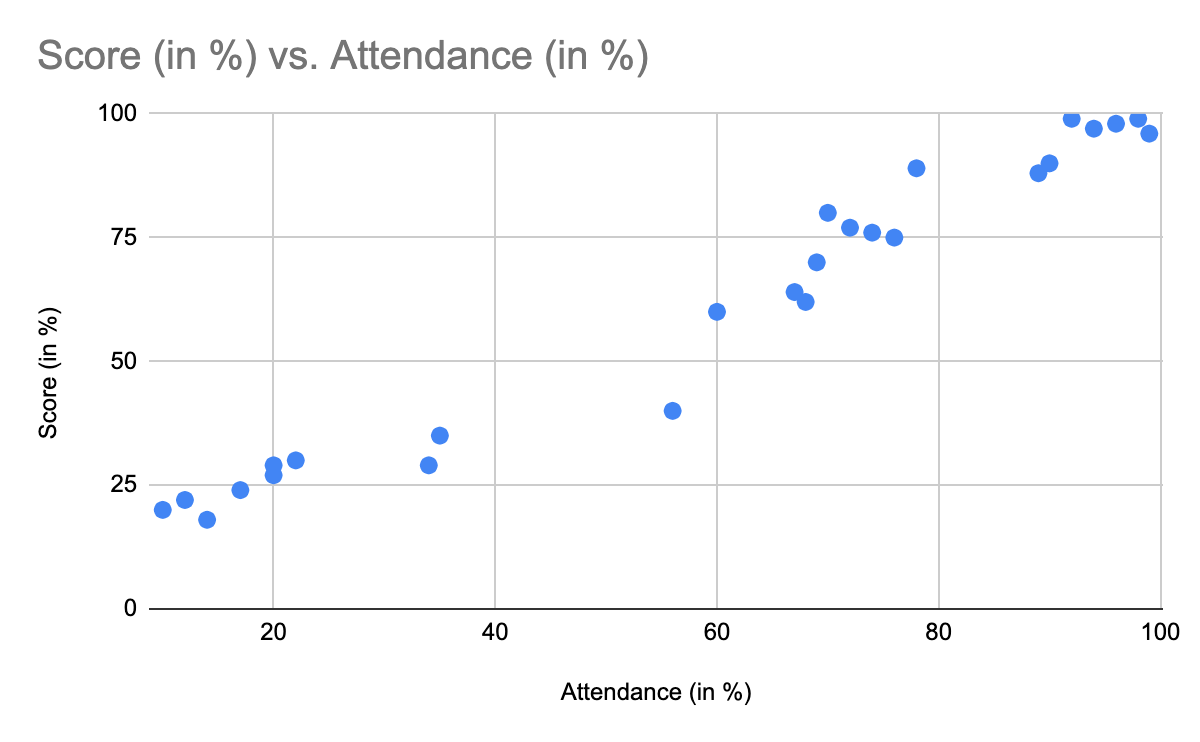 Score (in %) vs. Attendance (in %)
100
75
50
25
0
Score (in %)
20 40 60 80 100
Attendance (in %)